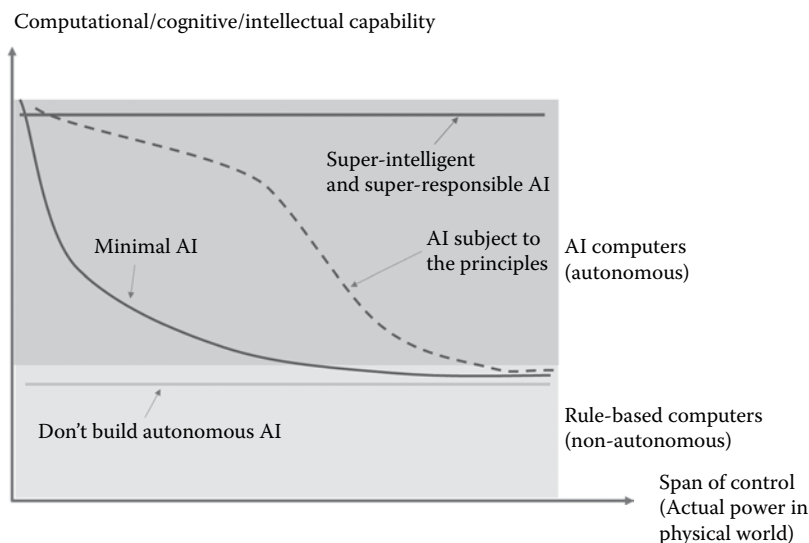 Computational/cognitive/intellectual capability
Super-intelligent
and super-responsible AI
Minimal AI
AI subject to
the principles
AI computers
(autonomous)
Don't build autonomous AI
Rule-based computers
(non-autonomous)
Span of control
(Actual power in
physical world)